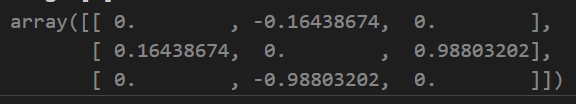 array([[ 0.        , -0.16438674,  0.        ],
       [ 0.16438674,  0.        ,  0.98803202],
       [ 0.        , -0.98803202,  0.        ]])